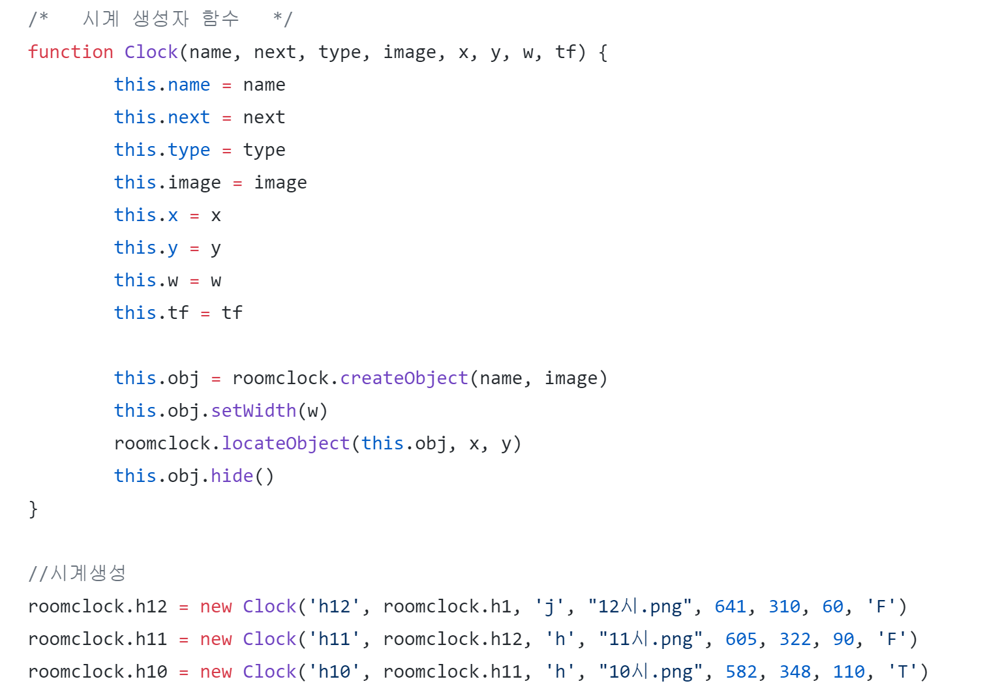 /*   시계 생성자 함수   */
function Clock(name, next, type, image, x, y, w, tf) {
        this.name = name
        this.next = next
        this.type = type
        this.image = image
        this.x = x
        this.y = y
        this.w = w
        this.tf = tf

        this.obj = roomclock.createObject(name, image)
        this.obj.setWidth(w)
        roomclock.locateObject(this.obj, x, y)
        this.obj.hide()
}

//시계생성
roomclock.h12 = new Clock('h12', roomclock.h1, 'j', "12시.png", 641, 310, 60, 'F')
roomclock.h11 = new Clock('h11', roomclock.h12, 'h', "11시.png", 605, 322, 90, 'F')
roomclock.h10 = new Clock('h10', roomclock.h11, 'h', "10시.png", 582, 348, 110, 'T')